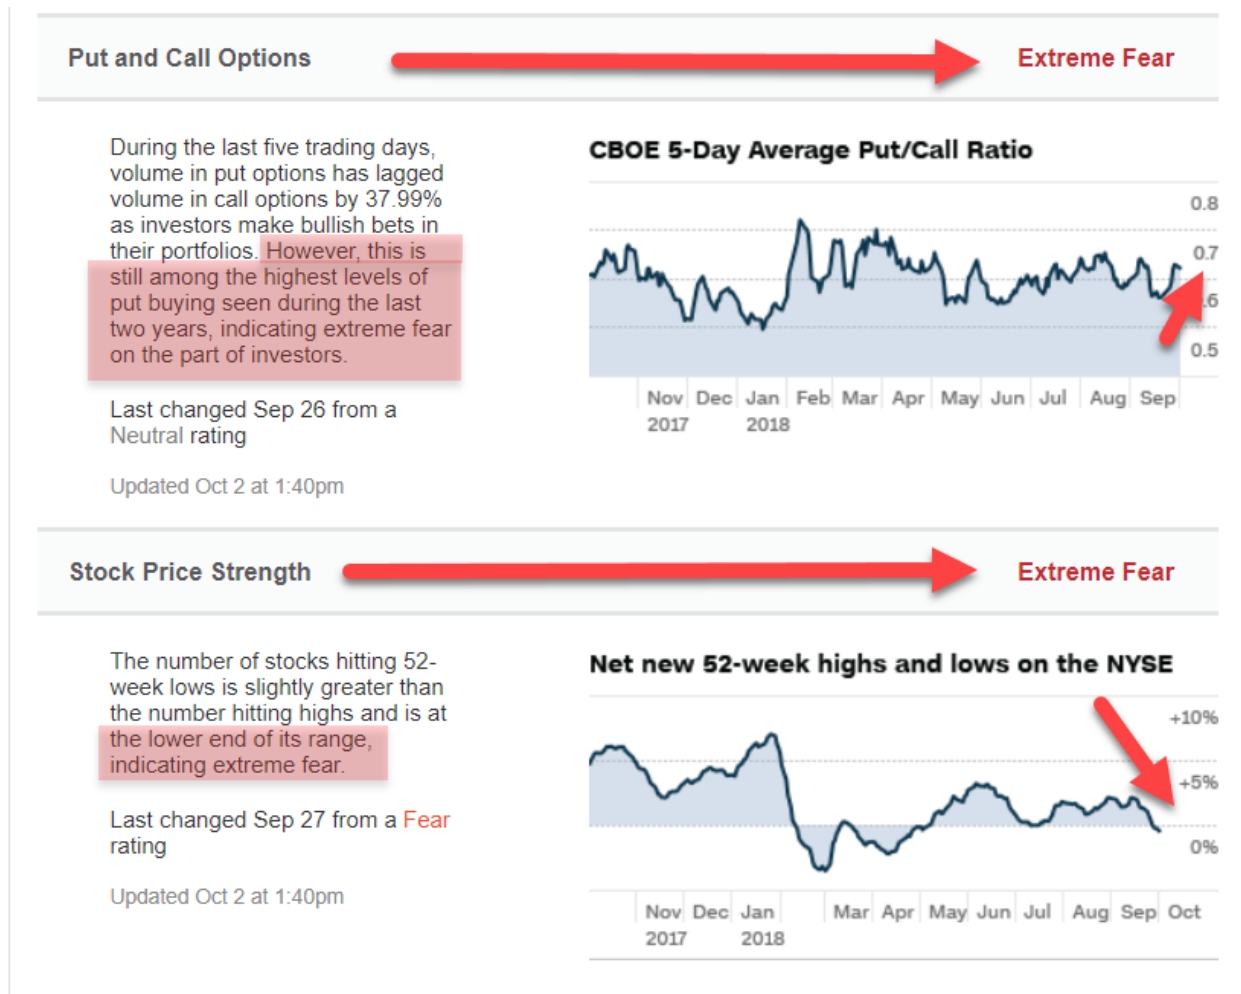 Put and Call Options
Extreme Fear
During the last five trading days,
volume in put options has lagged
volume in call options by 37.99%
as investors make bullish bets in
their portfolios. However, this is
still among the highest levels of
put buying seen during the last
two years, indicating extreme fear
on the part of investors.
Last changed Sep 26 from a
Neutral rating
Updated Oct 2 at 1:40pm
CBOE 5-Day Average Put/Call Ratio
0.8
0.7
.6
0.5
Nov Dec Jan Feb Mar Apr May Jun Jul Aug Sep
2017 2018
Stock Price Strength
Extreme Fear
The number of stocks hitting 52-
week lows is slightly greater than
the number hitting highs and is at
the lower end of its range,
indicating extreme fear.
Last changed Sep 27 from a Fear
rating
Updated Oct 2 at 1:40pm
Net new 52-week highs and lows on the NYSE
+10%
+5%
0%
Nov Dec Jan Mar Apr May Jun Jul Aug Sep Oct
2017 2018